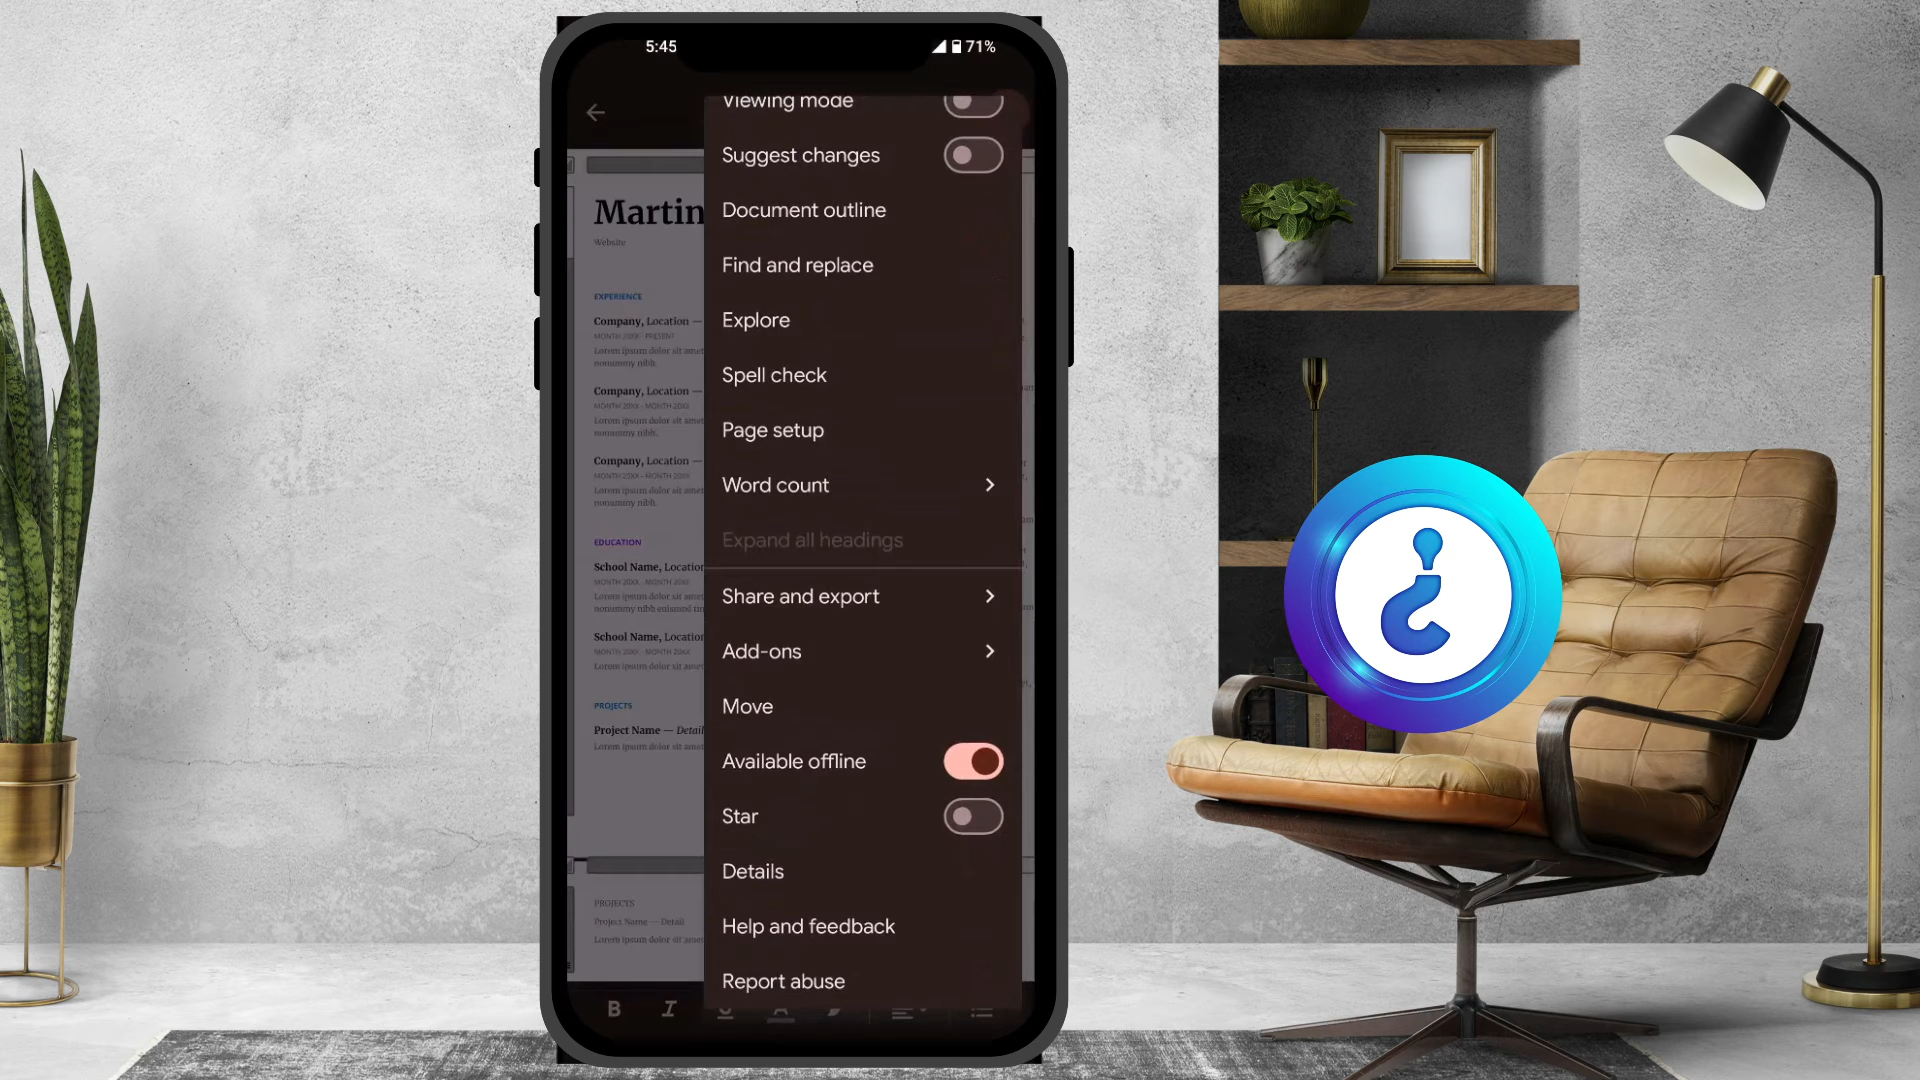 5:45
71%
Viewing mode
Suggest changes
Document outline
Find and replace
Explore
Spell check
Page setup
Word count
Expand all headings
Share and export
Add-ons
Move
Available offline
Star
Details
Help and feedback
Report abuse
Martin
Website
EXPERIENCE
Company, Location —
MONTH 20XX - PRESENT
Lorem ipsum dolor sit amet
nonummy nibh.
Company, Location —
MONTH 20XX - MONTH 20XX
Lorem ipsum dolor sit amet
nonummy nibh.
Company, Location —
MONTH 20XX - MONTH 20XX
Lorem ipsum dolor sit amet
nonummy nibh.
EDUCATION
School Name, Location
MONTH 20XX - MONTH 20XX
Lorem ipsum dolor sit amet
nonummy nibh euismod tin
School Name, Location
MONTH 20XX - MONTH 20XX
Lorem ipsum dolor sit amet
PROJECTS
Project Name — Detail
Lorem ipsum dolor sit amet
PROJECTS
Project Name — Detail
Lorem ipsum dolor sit amet
B I U A